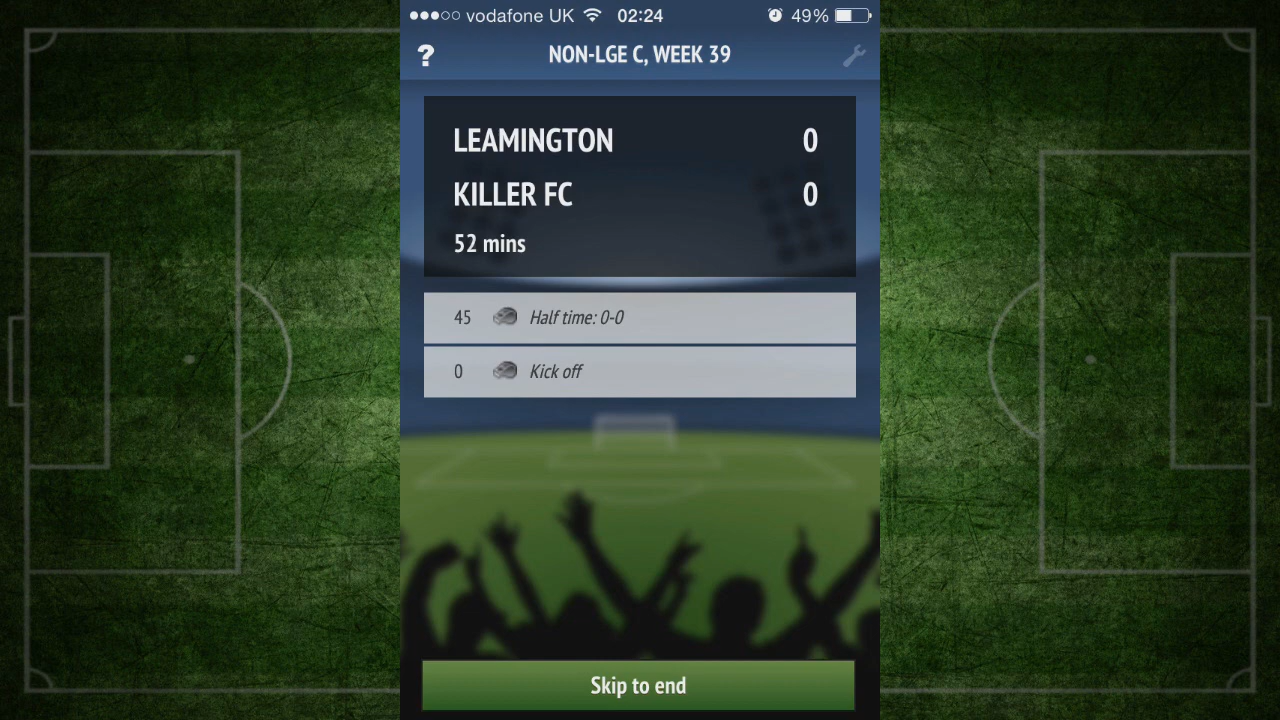 vodafone UK 02:24 49%
? NON-LGE C, WEEK 39
LEAMINGTON 0
KILLER FC 0
52 mins
45 Half time: 0-0
0 Kick off
Skip to end